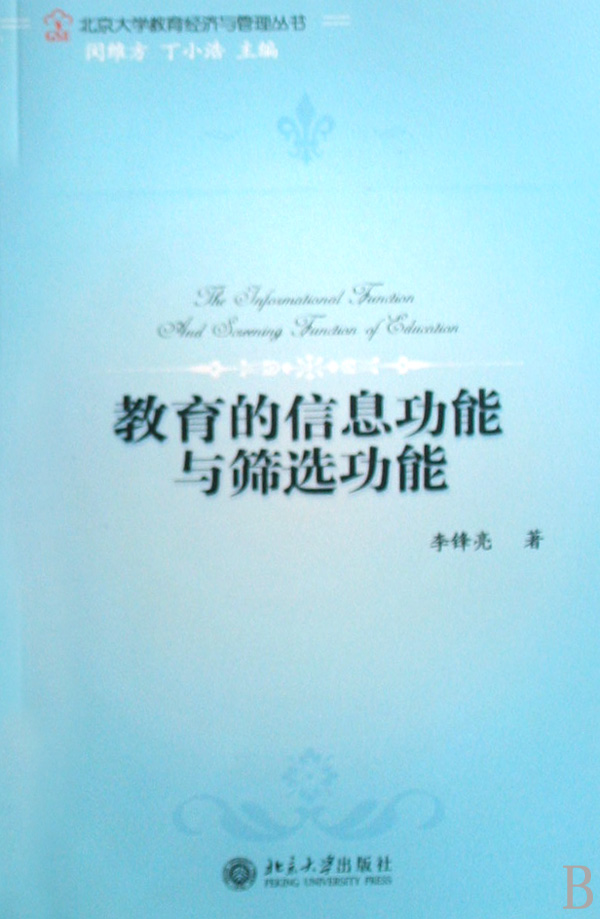 GSE
北京大学教育经济与管理丛书
闵维方 丁小浩 主编
The Informational Function
And Screening Function of Education
教育的信息功能
与筛选功能
李锋亮 著
北京大学出版社
PEKING UNIVERSITY PRESS
B